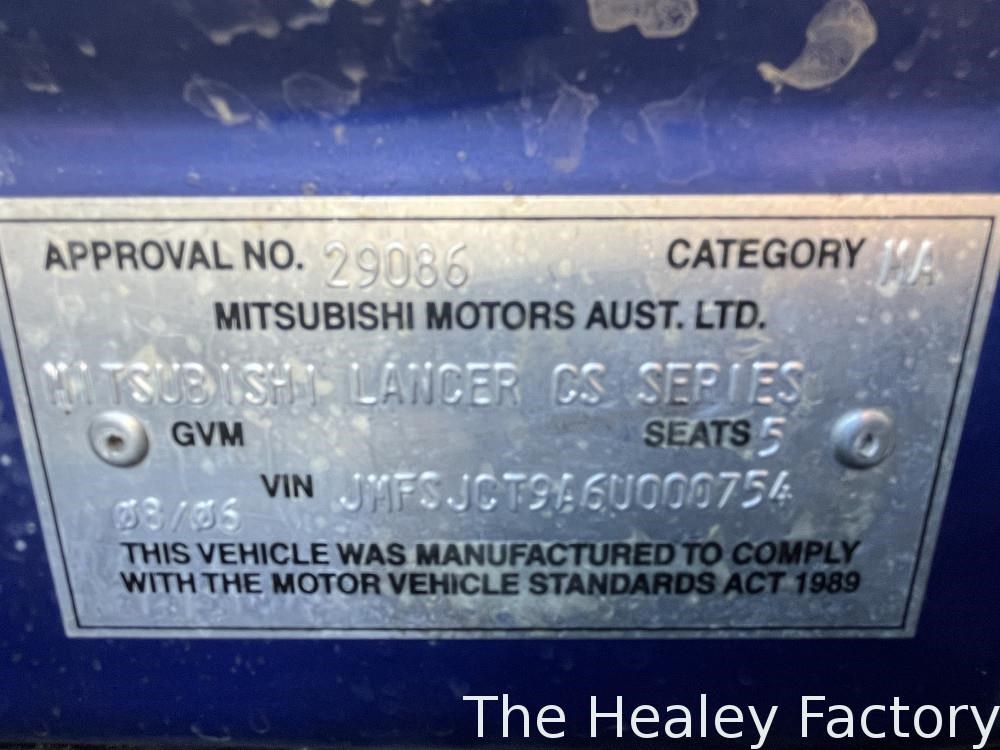 APPROVAL NO. 29086 CATEGORY MA
MITSUBISHI MOTORS AUST. LTD.
MITSUBISHI LANCER CS SERIES
GVM SEATS 5
VIN JMFSJCT9A6U000754
08/06
THIS VEHICLE WAS MANUFACTURED TO COMPLY
WITH THE MOTOR VEHICLE STANDARDS ACT 1989
The Healey Factory